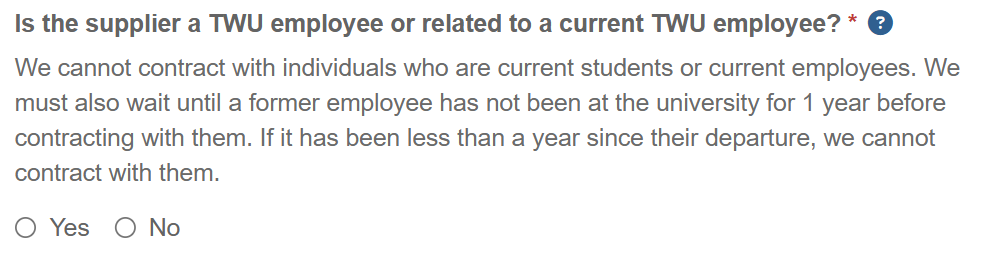 Is the supplier a TWU employee or related to a current TWU employee? * ?
We cannot contract with individuals who are current students or current employees. We
must also wait until a former employee has not been at the university for 1 year before
contracting with them. If it has been less than a year since their departure, we cannot
contract with them.
Yes No